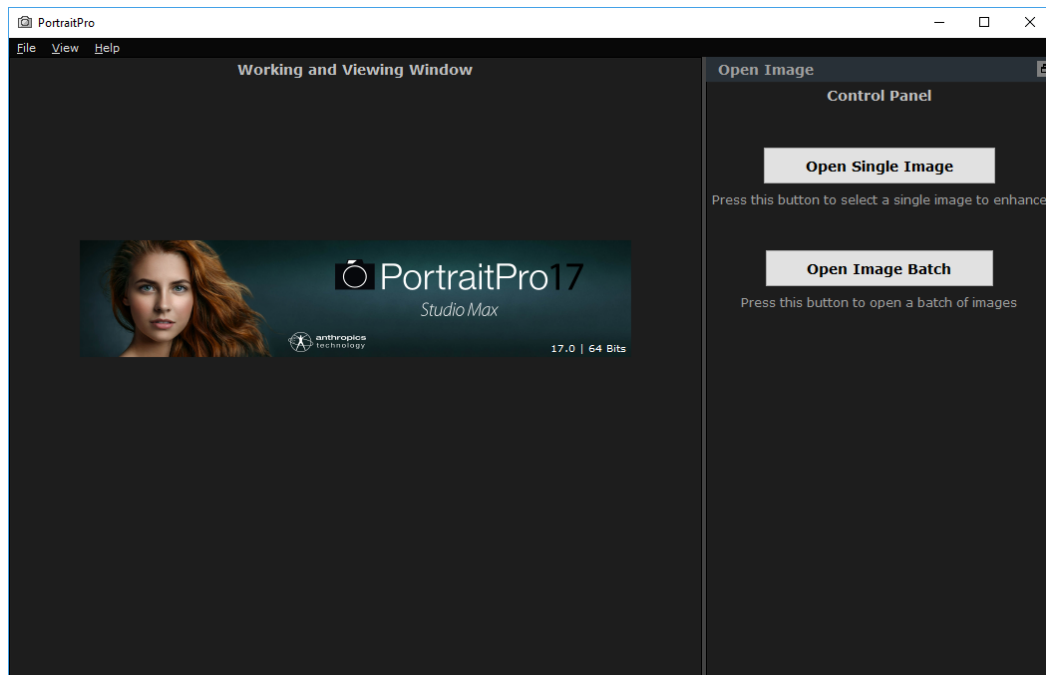 PortraitPro
File View Help
Working and Viewing Window
PortraitPro17
Studio Max
anthropics
technology
17.0 | 64 Bits
Open Image
Control Panel
Open Single Image
Press this button to select a single image to enhance
Open Image Batch
Press this button to open a batch of images